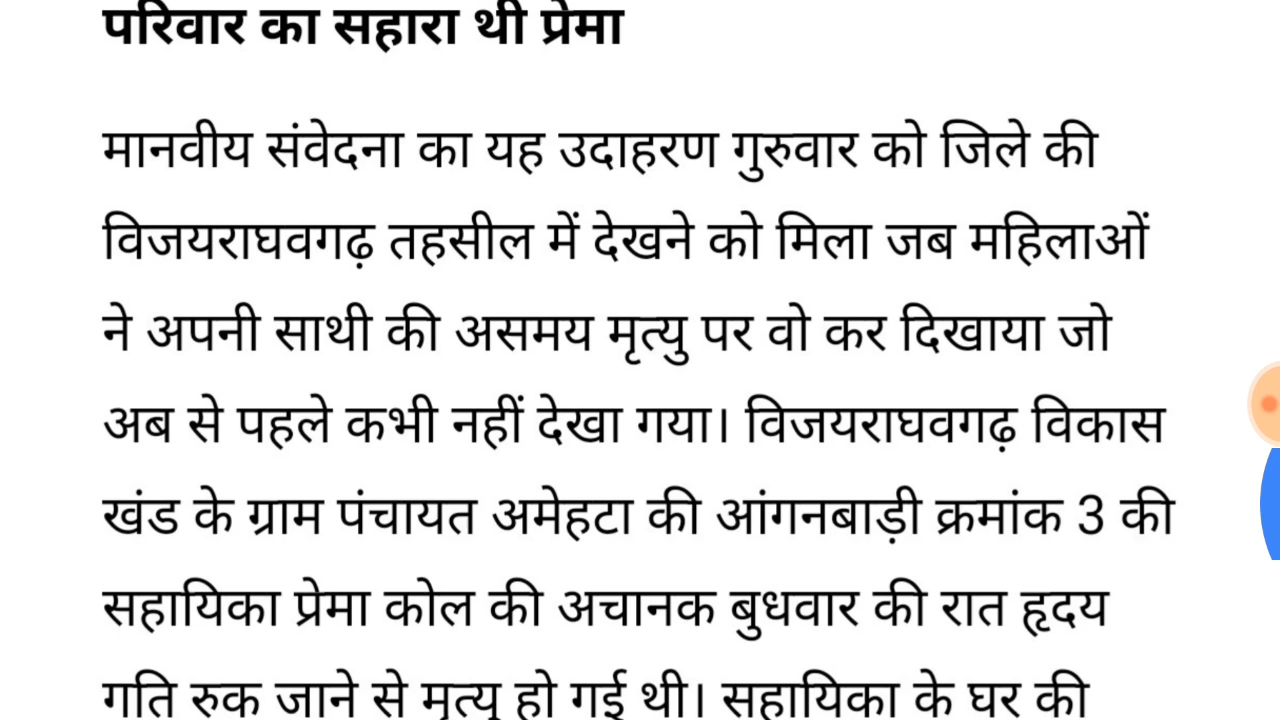 परिवार का सहारा थी प्रेमा
मानवीय संवेदना का यह उदाहरण गुरुवार को जिले की
विजयराघवगढ़ तहसील में देखने को मिला जब महिलाओं
ने अपनी साथी की असमय मृत्यु पर वो कर दिखाया जो
अब से पहले कभी नहीं देखा गया। विजयराघवगढ़ विकास
खंड के ग्राम पंचायत अमेहटा की आंगनबाड़ी क्रमांक 3 की
सहायिका प्रेमा कोल की अचानक बुधवार की रात हृदय
गति रुक जाने से मृत्यु हो गई थी। सहायिका के घर की